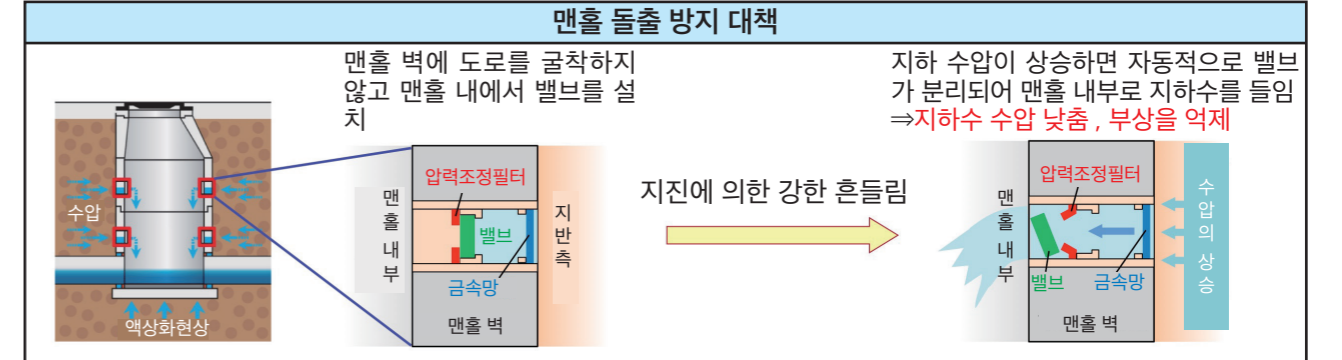 맨홀 돌출 방지 대책
맨홀 벽에 도로를 굴착하지
않고 맨홀 내에서 밸브를 설
치
지하 수압이 상승하면 자동적으로 밸브
가 분리되어 맨홀 내부로 지하수를 들임
⇒지하수 수압 낮춤 , 부상을 억제
수압
액상화현상
맨홀 내부
압력조정필터
밸브
금속망
맨홀 벽
지반측
지진에 의한 강한 흔들림
맨홀 내부
압력조정필터
밸브
금속망
맨홀 벽
수압의 상승